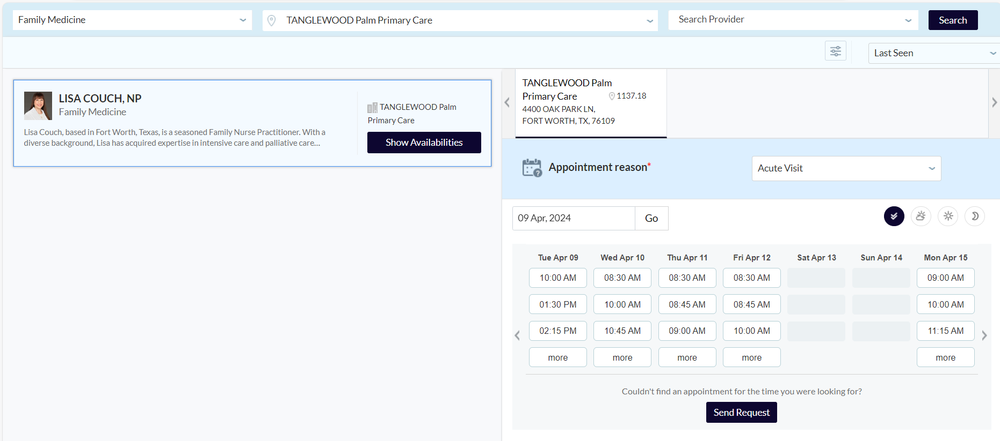 Family Medicine
TANGLEWOOD Palm Primary Care
Search Provider
Search
Last Seen
LISA COUCH, NP
Family Medicine
Lisa Couch, based in Fort Worth, Texas, is a seasoned Family Nurse Practitioner. With a
diverse background, Lisa has acquired expertise in intensive care and palliative care...
TANGLEWOOD Palm
Primary Care
Show Availabilities
TANGLEWOOD Palm
Primary Care 1137.18
4400 OAK PARK LN,
FORT WORTH, TX, 76109
Appointment reason*
Acute Visit
09 Apr, 2024 Go
Tue Apr 09 Wed Apr 10 Thu Apr 11 Fri Apr 12 Sat Apr 13 Sun Apr 14 Mon Apr 15
10:00 AM 08:30 AM 08:30 AM 08:30 AM 09:00 AM
01:30 PM 10:00 AM 08:45 AM 08:45 AM 10:00 AM
02:15 PM 10:45 AM 09:00 AM 10:00 AM 11:15 AM
more more more more more
Couldn't find an appointment for the time you were looking for?
Send Request